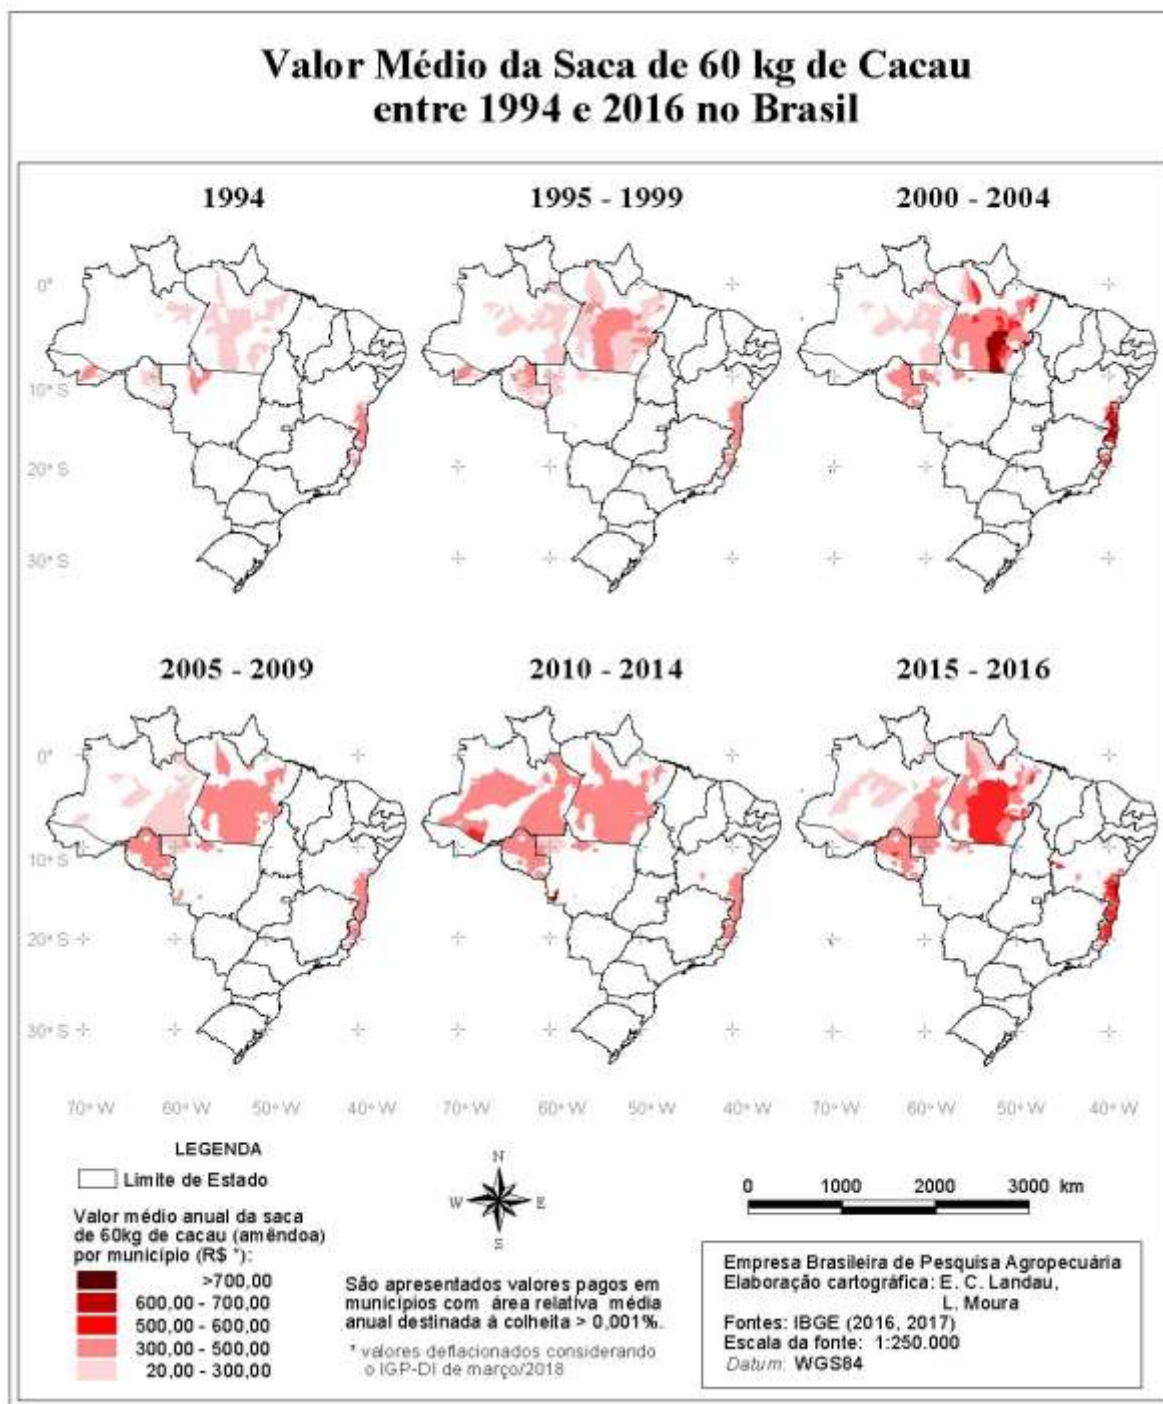 Valor Médio da Saca de 60 kg de Cacau
entre 1994 e 2016 no Brasil
1994
1995 - 1999
2000 - 2004
0°
10° S
20° S
30° S
2005 - 2009
2010 - 2014
2015 - 2016
0°
10° S
20° S
30° S
70° W 60° W 50° W 40° W
70° W 60° W 50° W 40° W
70° W 60° W 50° W 40° W
LEGENDA
Limite de Estado
Valor médio anual da saca
de 60kg de cacau (amêndoa)
por município (R$ *):
>700,00
600,00 - 700,00
500,00 - 600,00
300,00 - 500,00
20,00 - 300,00
N
W E
S
São apresentados valores pagos em
municípios com área relativa média
anual destinada à colheita > 0,001%.
* valores deflacionados considerando
o IGP-DI de março/2018
0 1000 2000 3000 km
Empresa Brasileira de Pesquisa Agropecuária
Elaboração cartográfica: E. C. Landau,
L. Moura
Fontes: IBGE (2016, 2017)
Escala da fonte: 1:250.000
Datum: WGS84